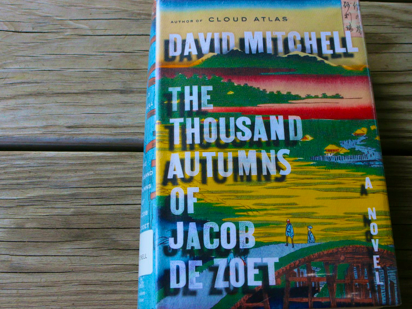 AUTHOR OF CLOUD ATLAS
DAVID MITCHELL
THE
THOUSAND
AUTUMNS
OF
JACOB
DE ZOET
A NOVEL